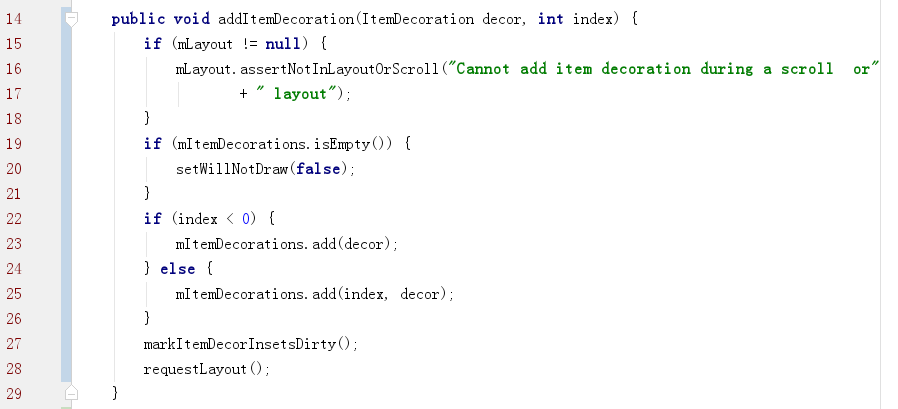 14 public void addItemDecoration(ItemDecoration decor, int index) {
15 if (mLayout != null) {
16 mLayout.assertNotInLayoutOrScroll("Cannot add item decoration during a scroll  or"
17 + " layout");
18 }
19 if (mItemDecorations.isEmpty()) {
20 setWillNotDraw(false);
21 }
22 if (index < 0) {
23 mItemDecorations.add(decor);
24 } else {
25 mItemDecorations.add(index, decor);
26 }
27 markItemDecorInsetsDirty();
28 requestLayout();
29 }